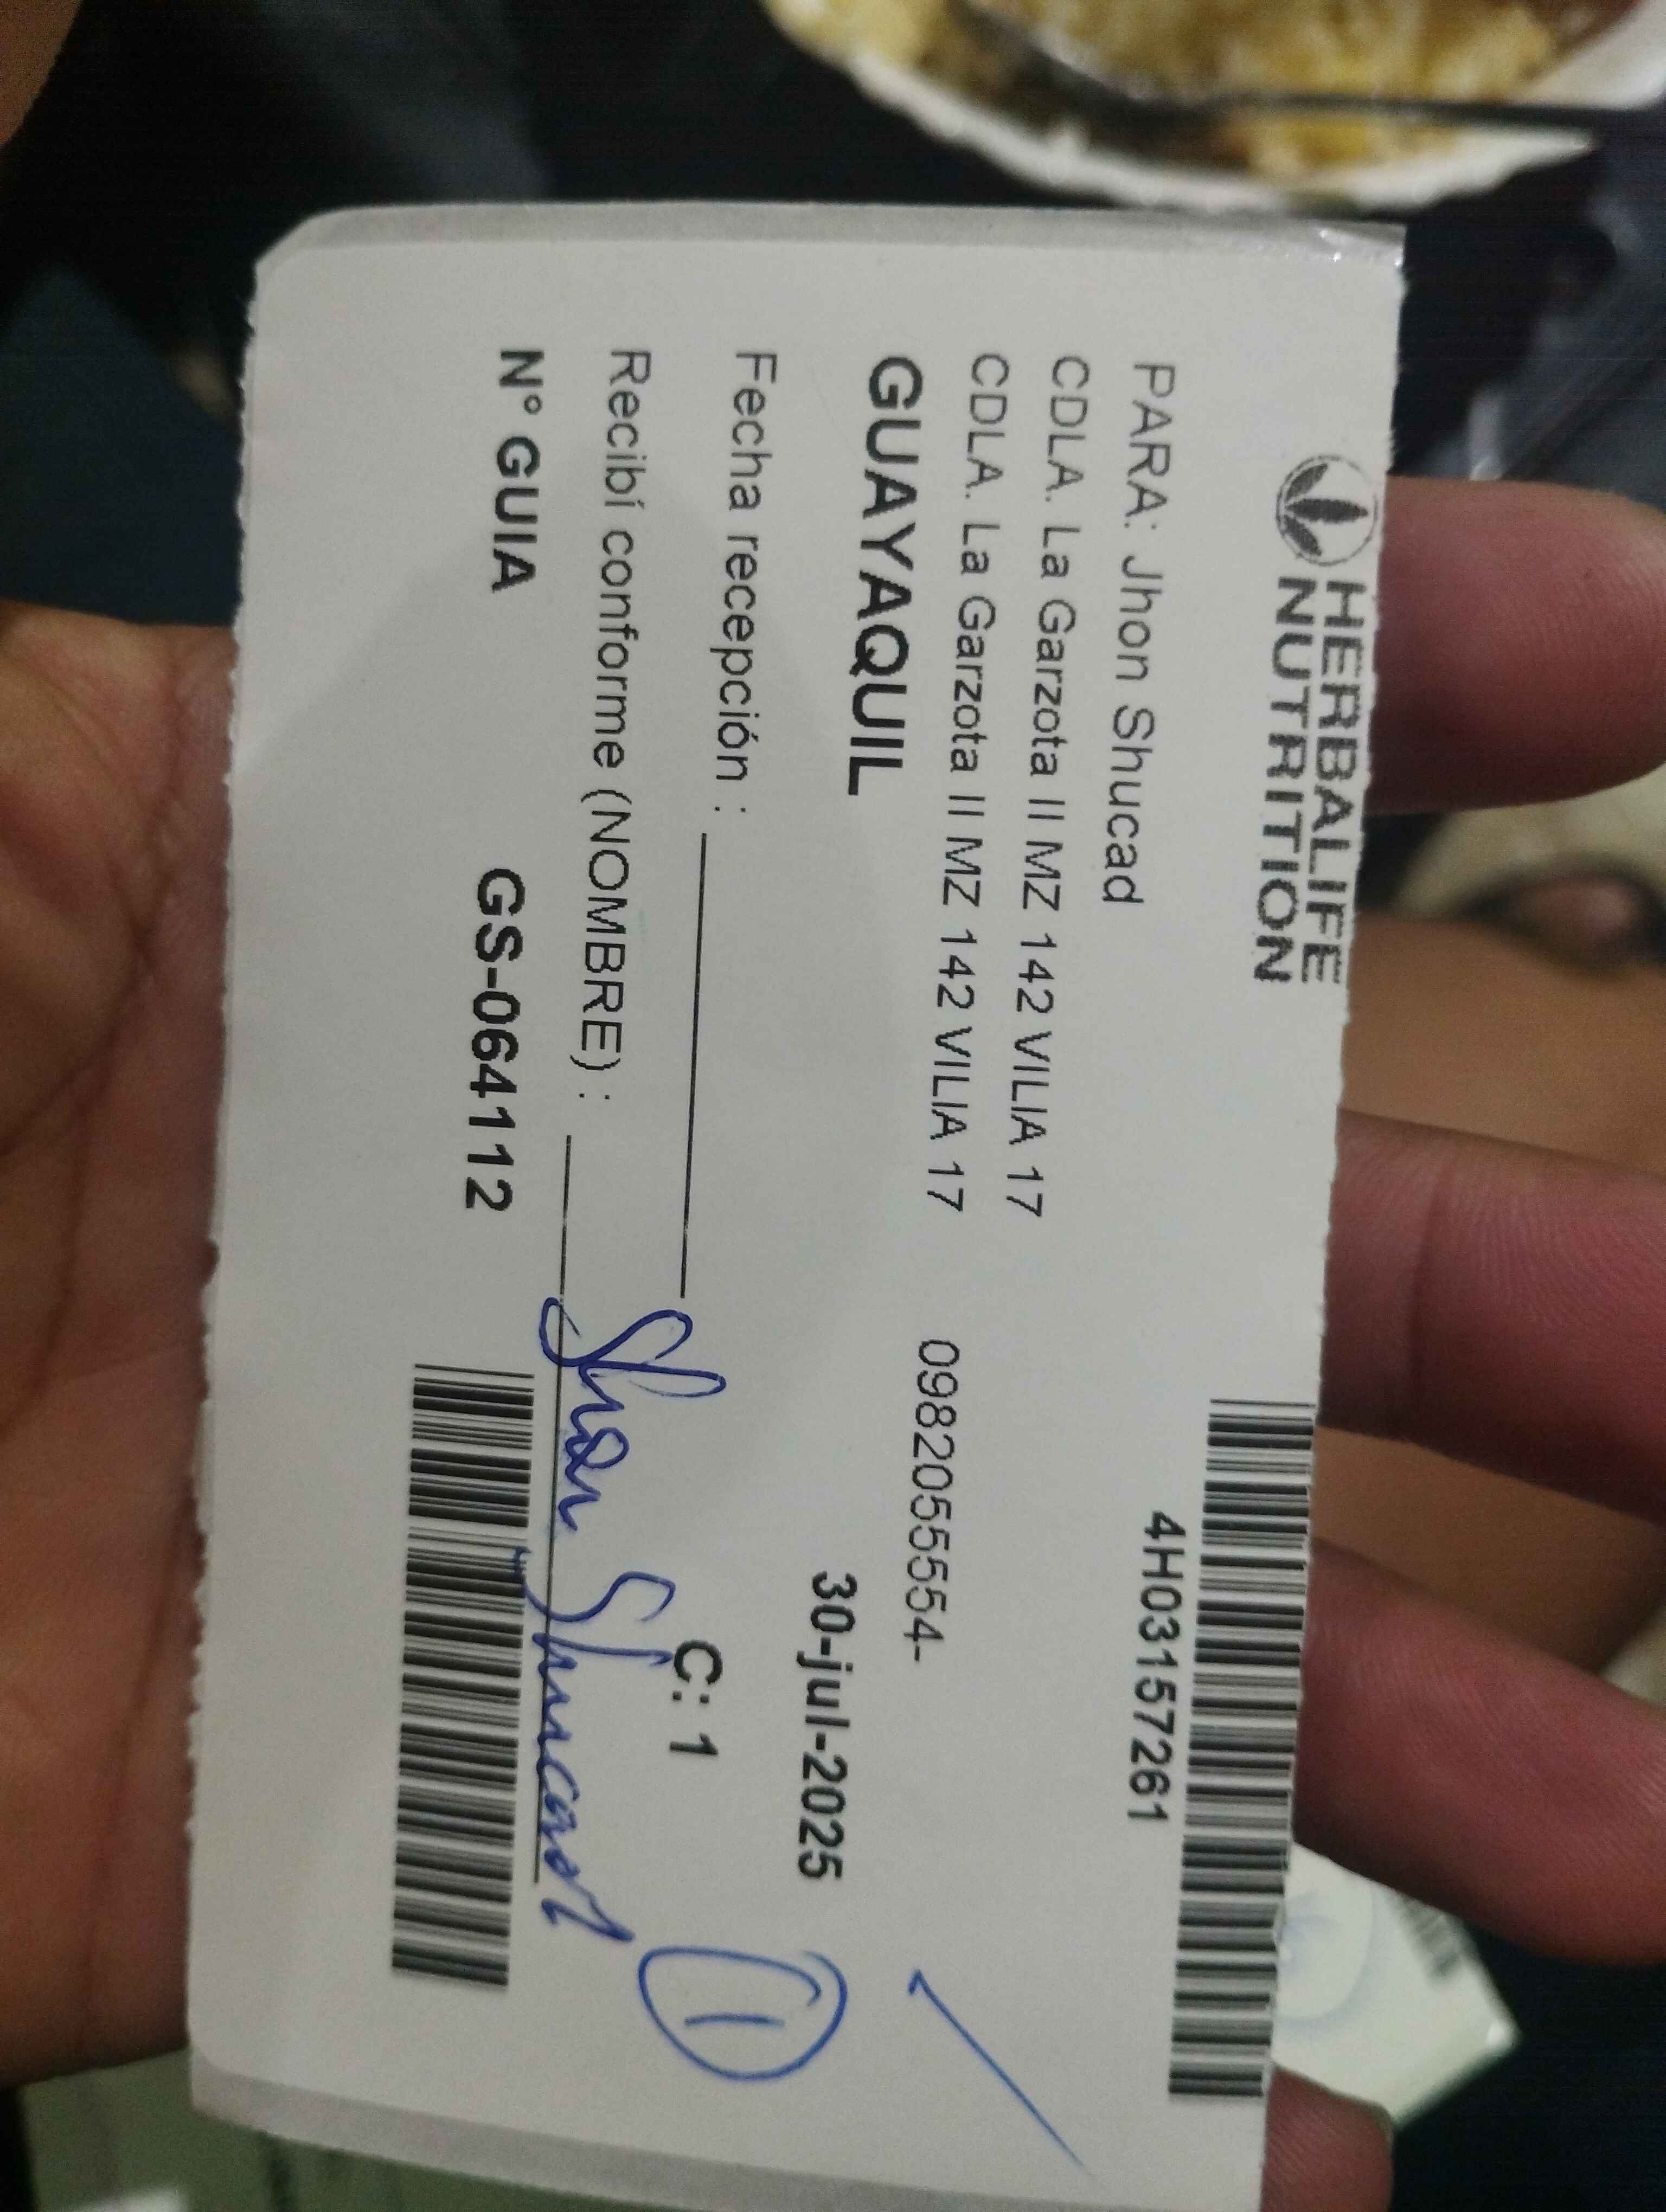 HERBALIFE
NUTRITION
4H03157261
PARA: Jhon Shucad
CDLA. La Garzota II MZ 142 VILIA 17
CDLA. La Garzota II MZ 142 VILIA 17 0982055554-
GUAYAQUIL 30-jul-2025
Fecha recepción : C: 1
1
Recibí conforme (NOMBRE) : Jhon Shucad
N° GUIA GS-064112